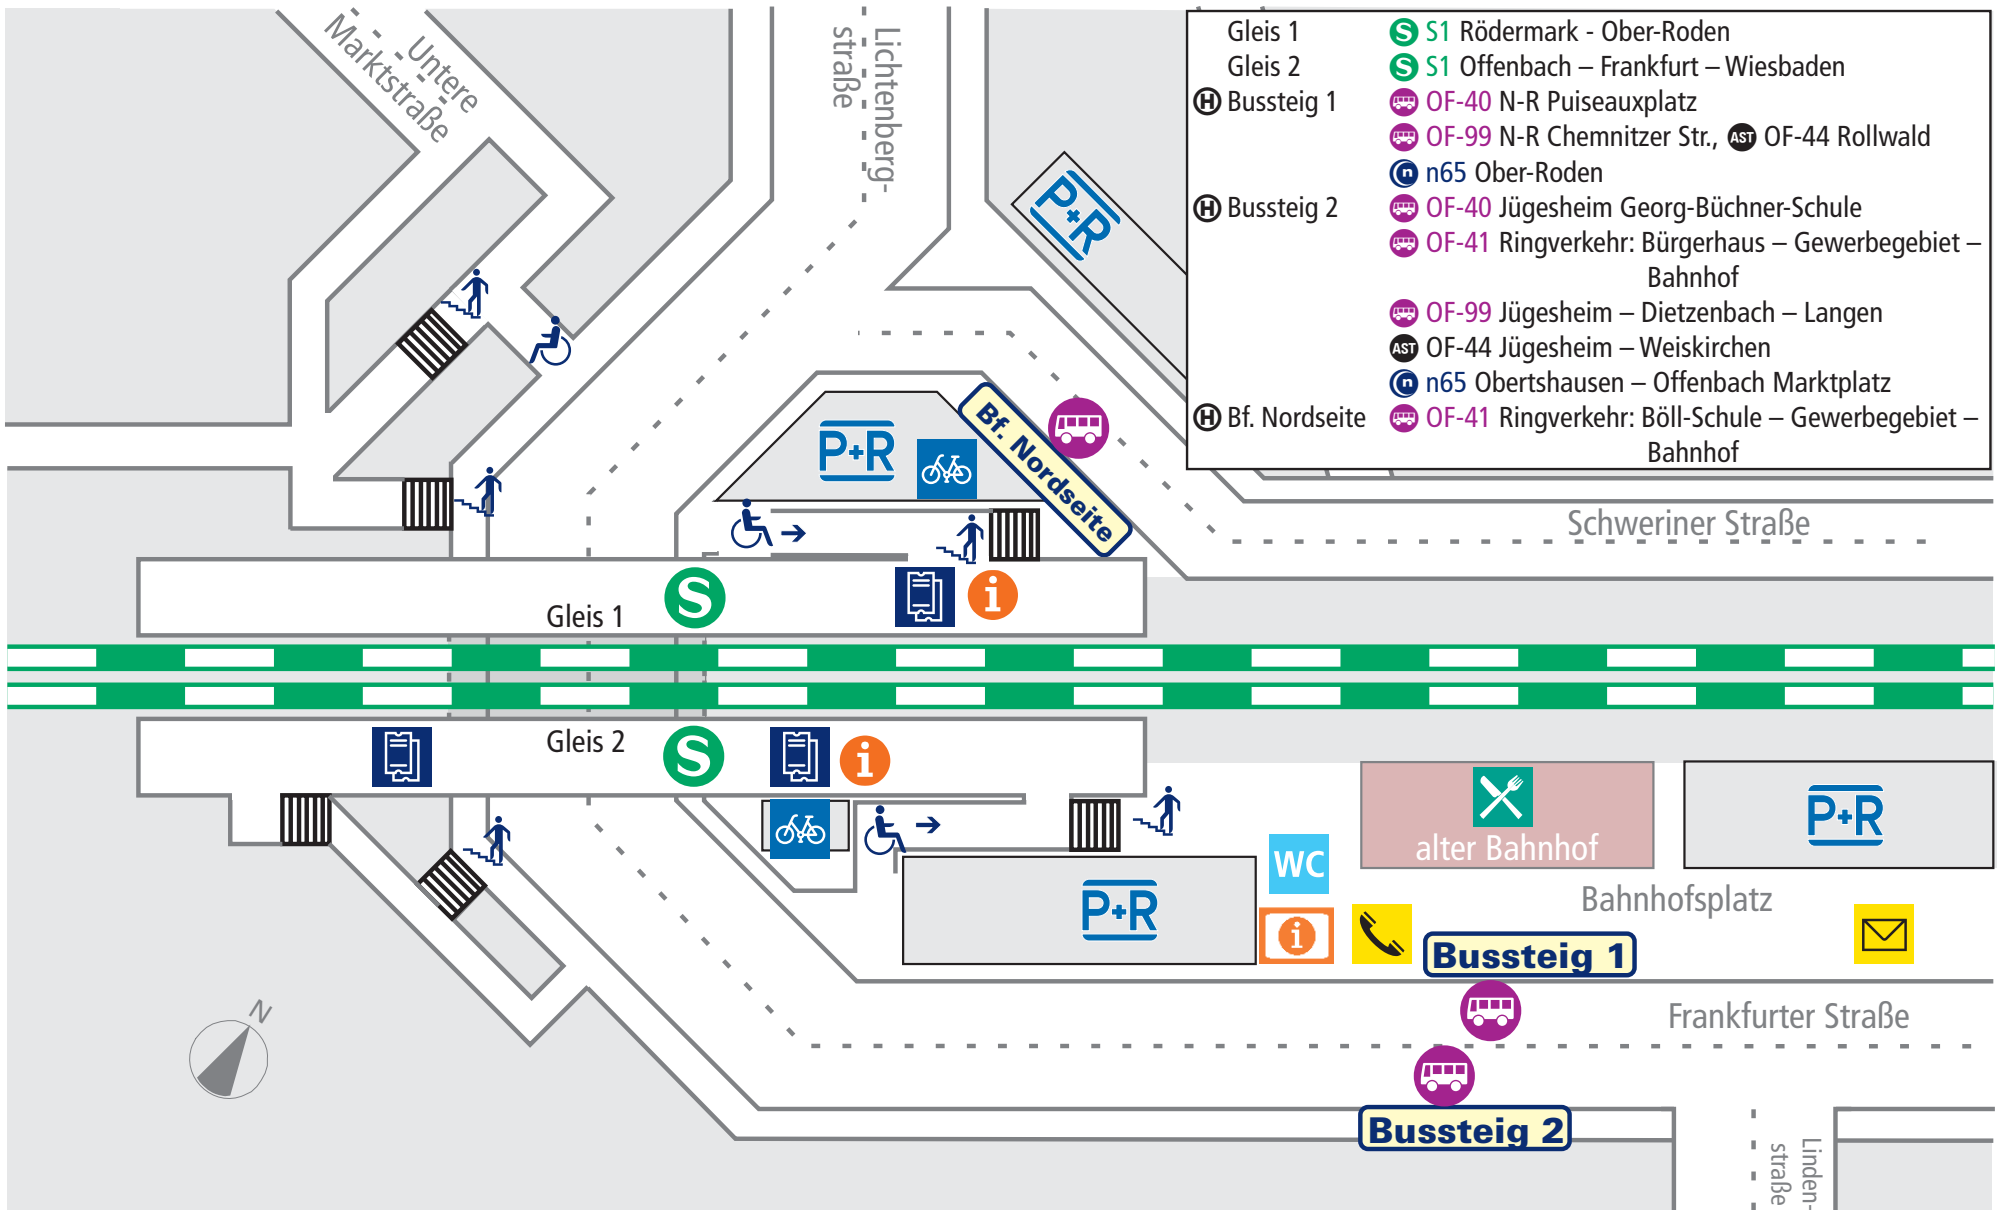 Untere
Marktstraße
Lichtenberg-
straße
Gleis 1 S S1 Rödermark - Ober-Roden
Gleis 2 S S1 Offenbach – Frankfurt – Wiesbaden
H Bussteig 1 OF-40 N-R Puiseauxplatz
OF-99 N-R Chemnitzer Str., AST OF-44 Rollwald
n n65 Ober-Roden
H Bussteig 2 OF-40 Jügesheim Georg-Büchner-Schule
OF-41 Ringverkehr: Bürgerhaus – Gewerbegebiet –
Bahnhof
OF-99 Jügesheim – Dietzenbach – Langen
AST OF-44 Jügesheim – Weiskirchen
n n65 Obertshausen – Offenbach Marktplatz
H Bf. Nordseite OF-41 Ringverkehr: Böll-Schule – Gewerbegebiet –
Bahnhof
P+R
P+R
Bf. Nordseite
Schweriner Straße
Gleis 1
S
i
Gleis 2
S
i
alter Bahnhof
P+R
WC
P+R
i
Bahnhofsplatz
Bussteig 1
Frankfurter Straße
N
Bussteig 2
Linden-
straße